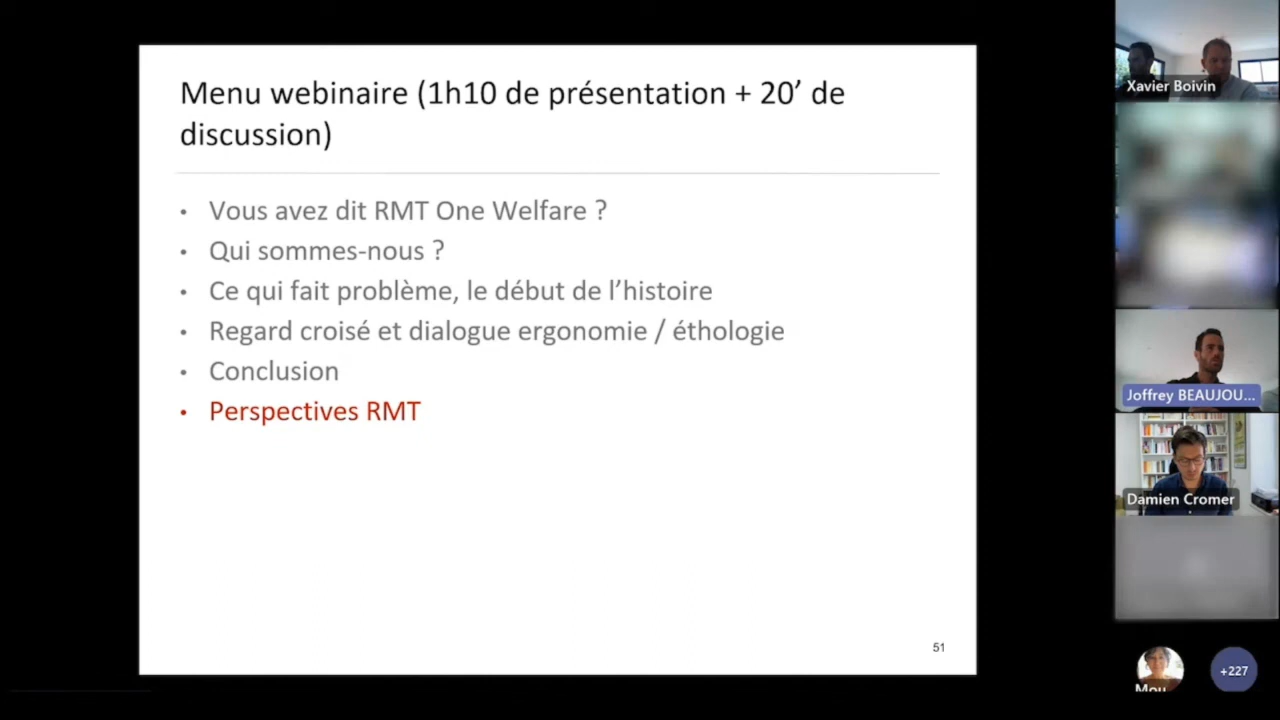 Menu webinaire (1h10 de présentation + 20’ de
discussion)
• Vous avez dit RMT One Welfare ?
• Qui sommes-nous ?
• Ce qui fait problème, le début de l’histoire
• Regard croisé et dialogue ergonomie / éthologie
• Conclusion
• Perspectives RMT
51
Xavier Boivin
Joffrey BEAUJOU...
Damien Cromer
+227